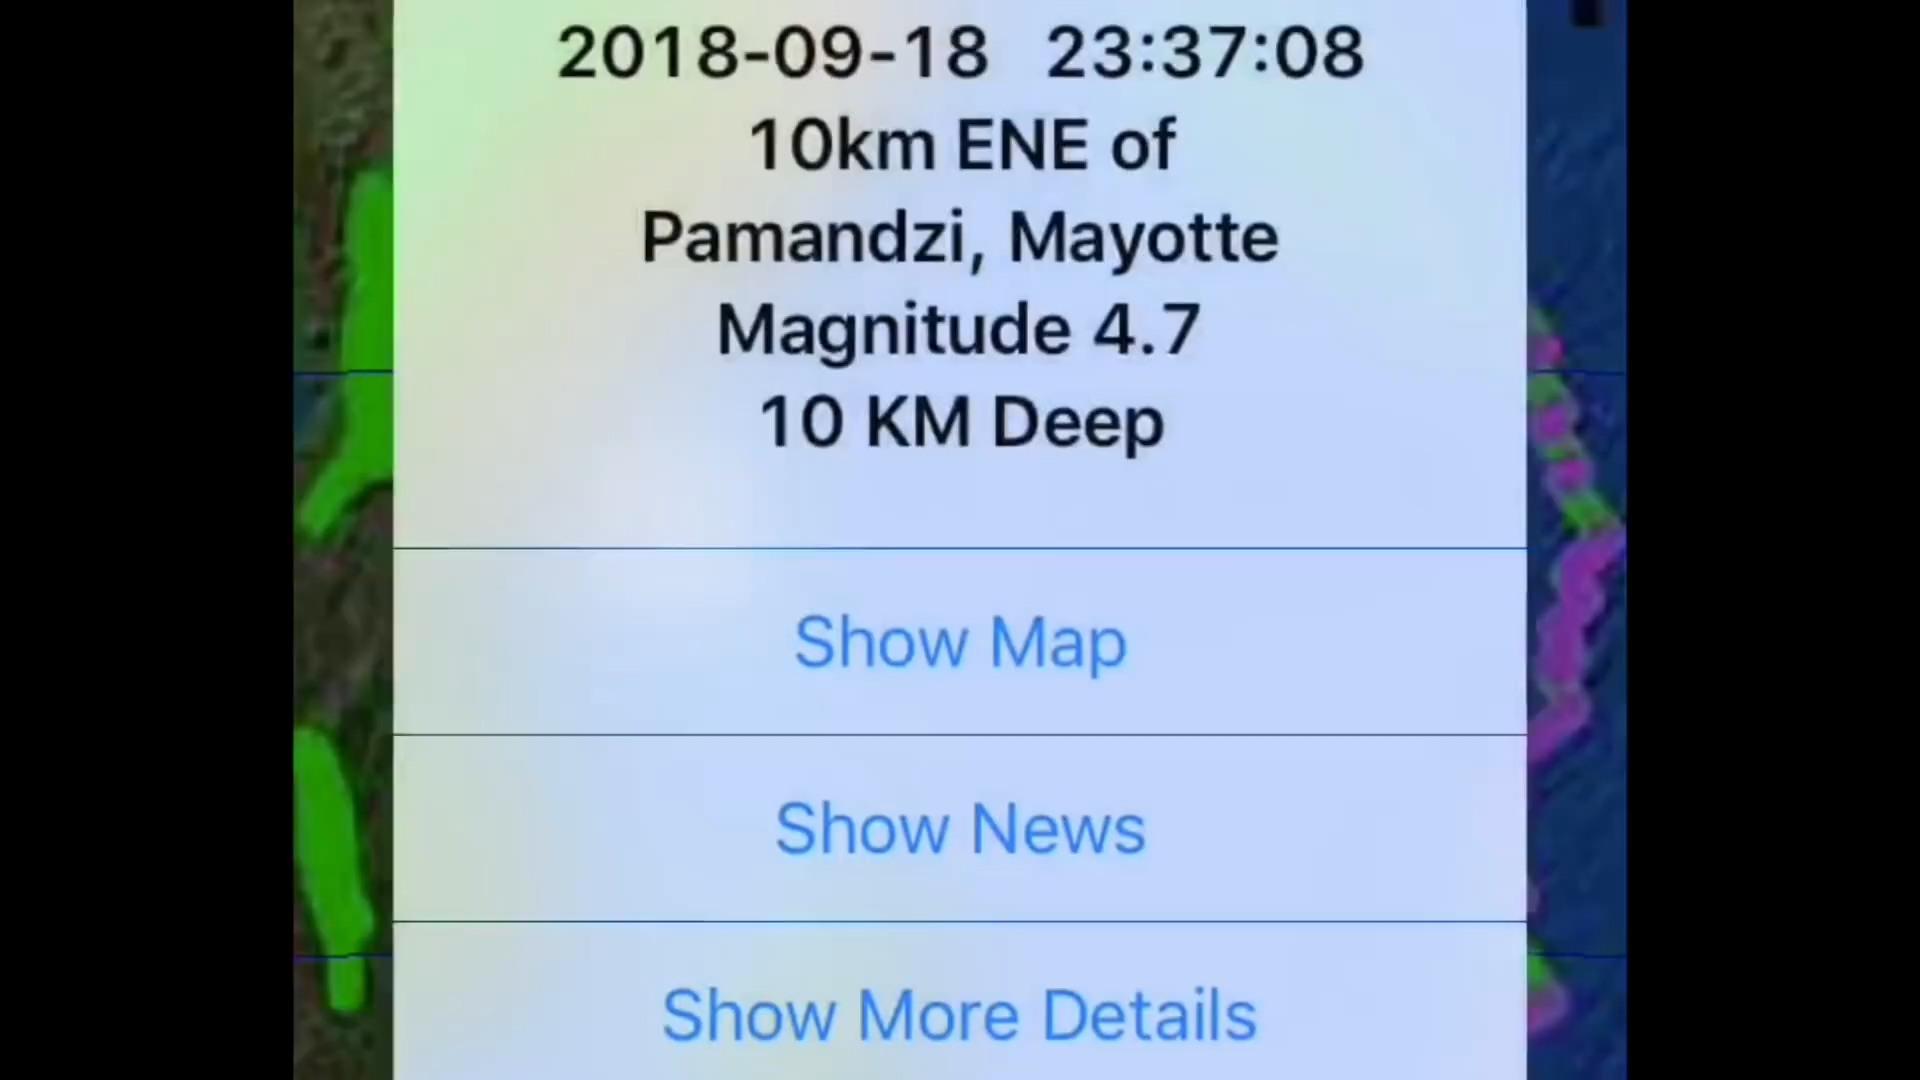 2018-09-18 23:37:08
10km ENE of
Pamandzi, Mayotte
Magnitude 4.7
10 KM Deep
Show Map
Show News
Show More Details